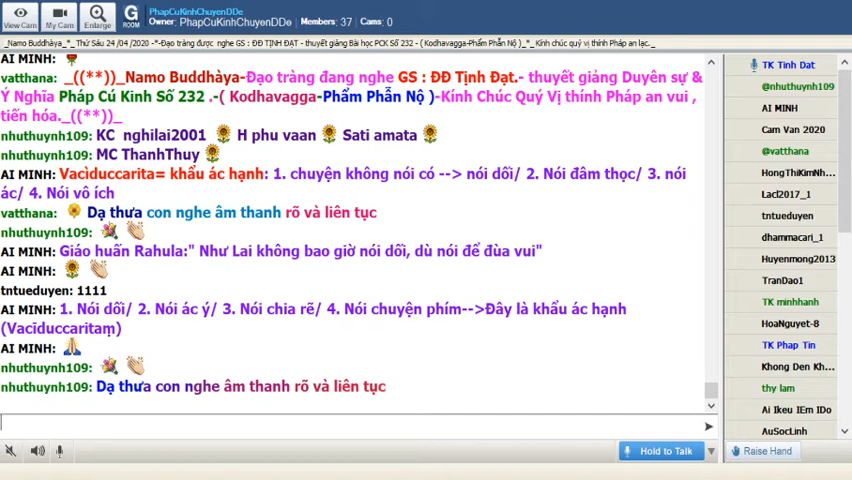 PhapCuKinhChuyenDDe
Owner: PhapCuKinhChuyenDDe Members: 37 Cams: 0
View Cam My Cam Enlarge G ROOM
_Namo Buddhàya_*_ Thứ Sáu 24 /04 /2020 -*-Đạo tràng được nghe GS : ĐĐ TỊNH ĐẠT - thuyết giảng Bài học PCK Số 232 - ( Kodhavagga-Phẩm Phẫn Nộ )_*_ Kính chúc quý vị thính Pháp an lạc._
AI MINH:
vatthana: _((**))_Namo Buddhàya-Đạo tràng đang nghe GS : ĐĐ Tịnh Đạt.- thuyết giảng Duyên sự &
Ý Nghĩa Pháp Cú Kinh Số 232 .-( Kodhavagga-Phẩm Phẫn Nộ )-Kính Chúc Quý Vị thính Pháp an vui ,
tiến hóa._((**))_
nhuthuynh109: KC nghilai2001 H phu vaan Sati amata
nhuthuynh109: MC ThanhThuy
AI MINH: Vacìduccarita= khẩu ác hạnh: 1. chuyện không nói có --> nói dối/ 2. Nói đâm thọc/ 3. nói
ác/ 4. Nói vô ích
vatthana: Dạ thưa con nghe âm thanh rõ và liên tục
nhuthuynh109:
AI MINH: Giáo huấn Rahula:" Như Lai không bao giờ nói dối, dù nói để đùa vui"
AI MINH:
tntueduyen: 1111
AI MINH: 1. Nói dối/ 2. Nói ác ý/ 3. Nói chia rẽ/ 4. Nói chuyện phím-->Đây là khẩu ác hạnh
(Vacīduccaritaṃ)
AI MINH:
nhuthuynh109:
nhuthuynh109: Dạ thưa con nghe âm thanh rõ và liên tục
Hold to Talk
TK Tinh Dat
@nhuthuynh109
AI MINH
Cam Van 2020
@vatthana
HongThiKimNh...
Lacl2017_1
tntueduyen
dhammacari_1
Huyenmong2013
TranDao1
TK minhhanh
HoaNguyet-8
TK Phap Tin
Khong Den Kh...
thy lam
Ai Ikeu IEm IDo
AuSocLinh
Raise Hand